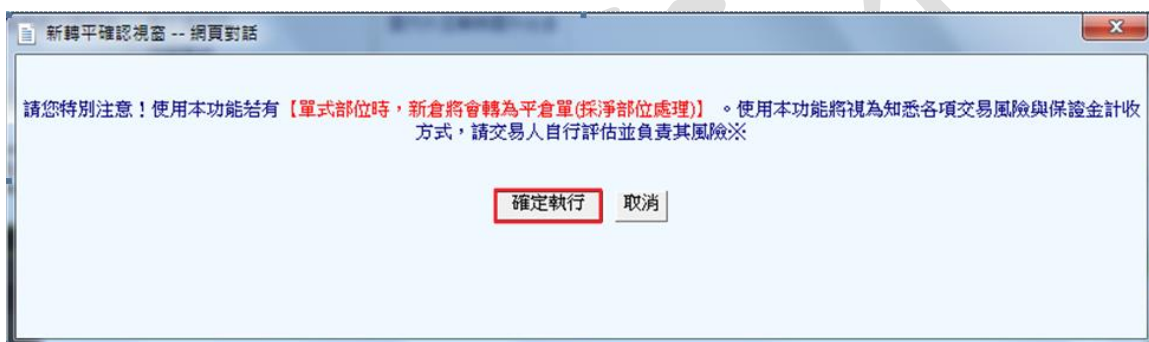 新轉平確認視窗 -- 網頁對話
請您特別注意！使用本功能若有【單式部位時，新倉將會轉為平倉單(採淨部位處理)】 。使用本功能將視為知悉各項交易風險與保證金計收
方式，請交易人自行評估並負責其風險※
確定執行 取消